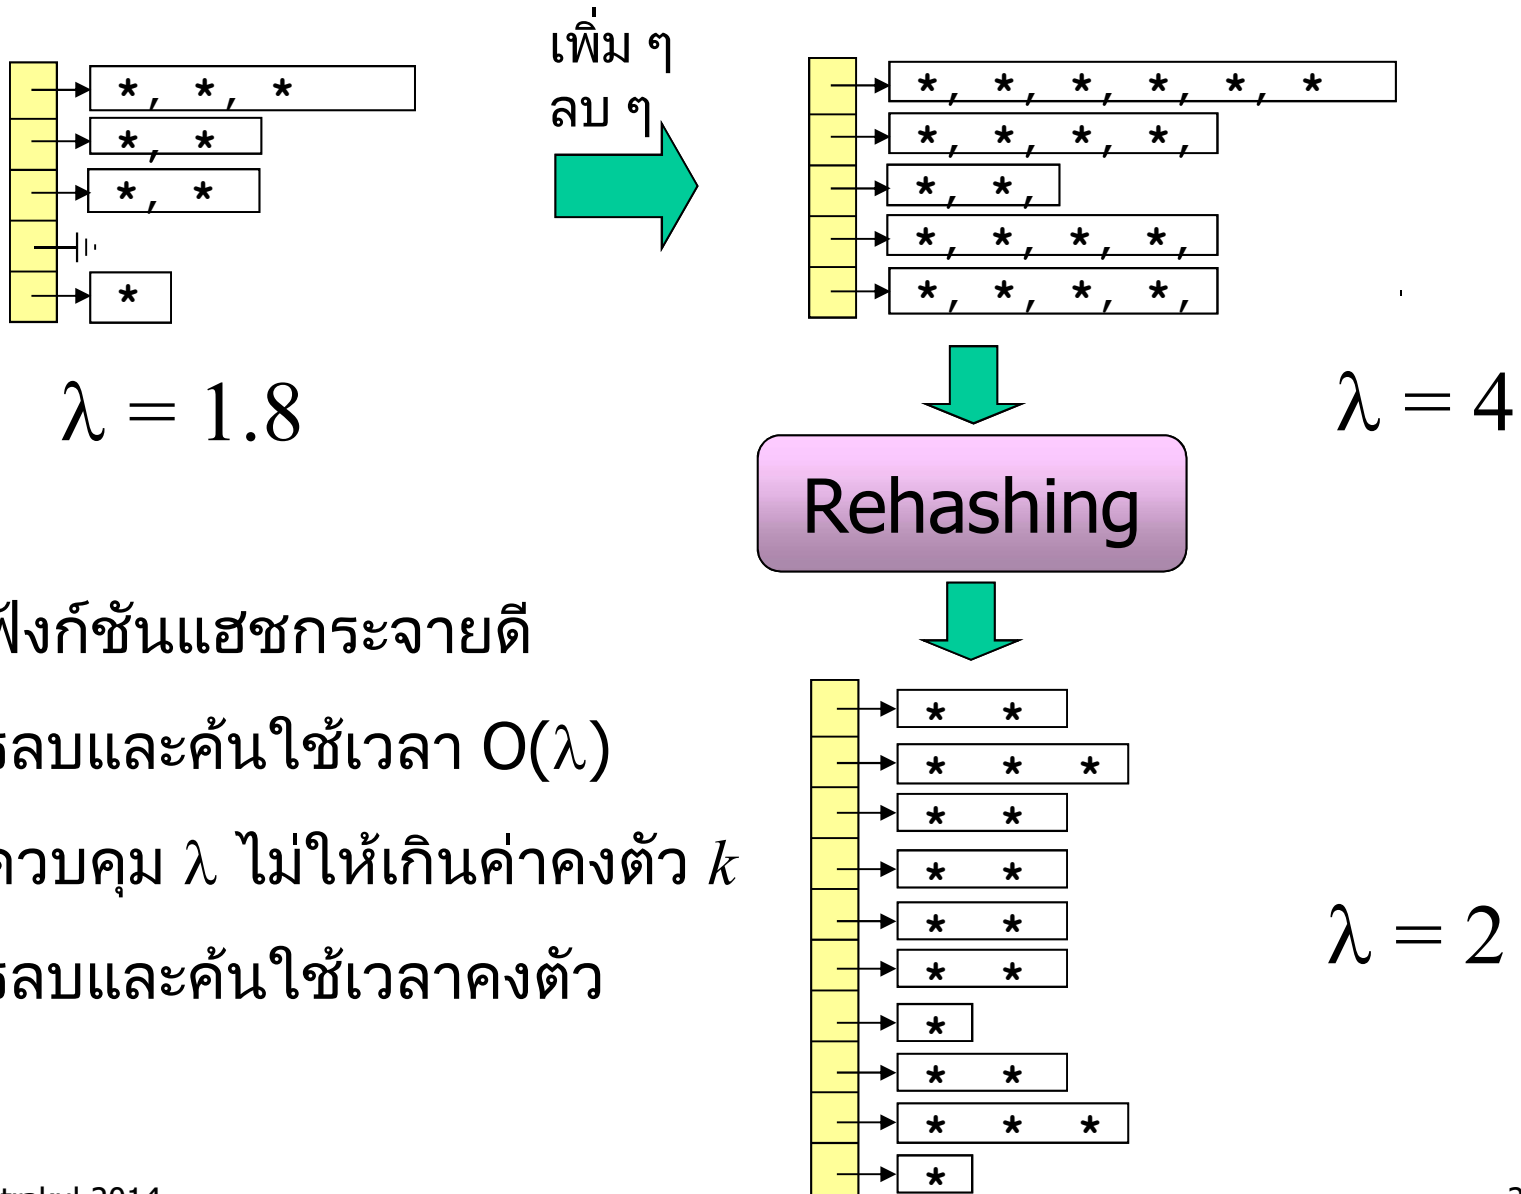 เพิ่ม ๆ
ลบ ๆ
*, *, *
*, *
*, *
*
λ = 1.8
*, *, *, *, *, *
*, *, *, *,
*, *,
*, *, *, *,
*, *, *, *,
λ = 4
Rehashing
ฟังก์ชันแฮชกระจายดี
ลบและค้นใช้เวลา O(λ)
ควบคุม λ ไม่ให้เกินค่าคงตัว k
ลบและค้นใช้เวลาคงตัว
* *
* * *
* *
* *
* *
* *
*
* *
* * *
*
λ = 2
2014